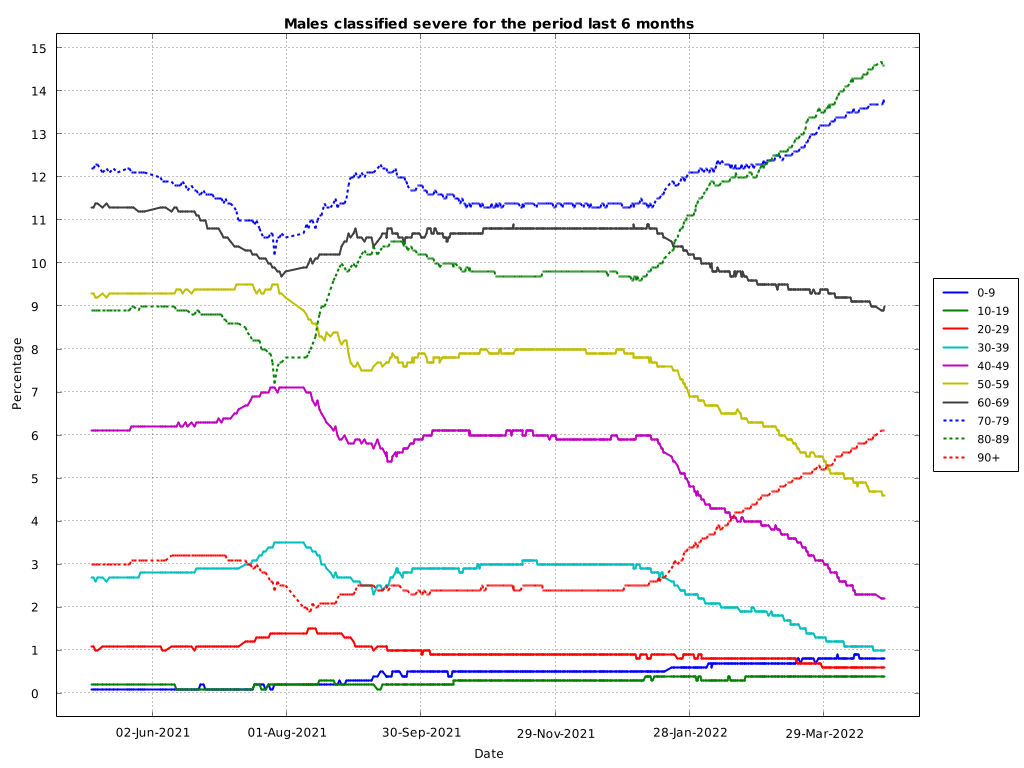 Males classified severe for the period last 6 months
15
14
13
12
11
10
9
8
7
6
5
4
3
2
1
0
Percentage
02-Jun-2021
01-Aug-2021
30-Sep-2021
29-Nov-2021
28-Jan-2022
29-Mar-2022
Date
0-9
10-19
20-29
30-39
40-49
50-59
60-69
70-79
80-89
90+